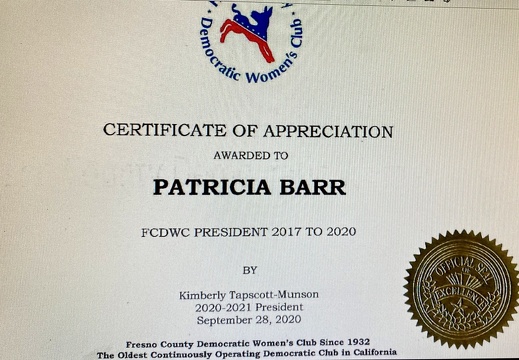 Democratic Women's Club
CERTIFICATE OF APPRECIATION
AWARDED TO
PATRICIA BARR
FCDWC PRESIDENT 2017 TO 2020
BY
Kimberly Tapscott-Munson
2020-2021 President
September 28, 2020
OFFICIAL SEAL
OF
EXCELLENCE
Fresno County Democratic Women's Club Since 1932
The Oldest Continuously Operating Democratic Club in California